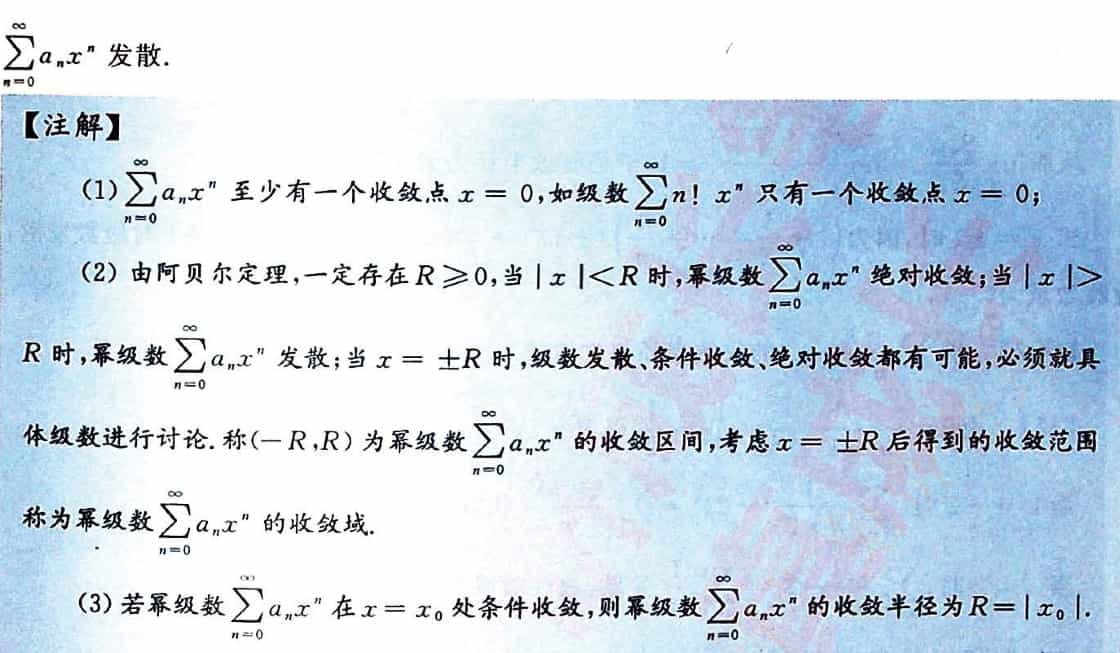 $\sum_{n=0}^{\infty} a_n x^n$ 发散.
【注解】
(1) $\sum_{n=0}^{\infty} a_n x^n$ 至少有一个收敛点 $x = 0$,如级数 $\sum_{n=0}^{\infty} n!\ x^n$ 只有一个收敛点 $x = 0$;
(2) 由阿贝尔定理,一定存在 $R \geqslant 0$,当 $|x| < R$ 时,幂级数 $\sum_{n=0}^{\infty} a_n x^n$ 绝对收敛;当 $|x| >$
$R$ 时,幂级数 $\sum_{n=0}^{\infty} a_n x^n$ 发散;当 $x = \pm R$ 时,级数发散、条件收敛、绝对收敛都有可能,必须就具
体级数进行讨论.称$(-R,R)$ 为幂级数 $\sum_{n=0}^{\infty} a_n x^n$ 的收敛区间,考虑 $x = \pm R$ 后得到的收敛范围
称为幂级数 $\sum_{n=0}^{\infty} a_n x^n$ 的收敛域.
(3) 若幂级数 $\sum_{n=0}^{\infty} a_n x^n$ 在 $x = x_0$ 处条件收敛,则幂级数 $\sum_{n=0}^{\infty} a_n x^n$ 的收敛半径为 $R = |x_0|$.